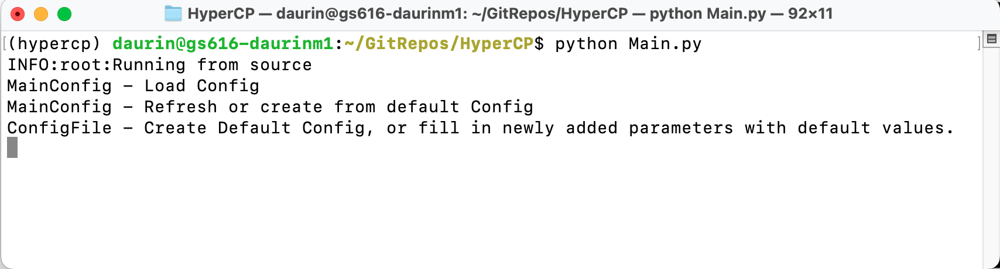 HyperCP — daurin@gs616-daurinm1: ~/GitRepos/HyperCP — python Main.py — 92×11
[(hypercp) daurin@gs616-daurinm1:~/GitRepos/HyperCP$ python Main.py ]
INFO:root:Running from source
MainConfig - Load Config
MainConfig - Refresh or create from default Config
ConfigFile - Create Default Config, or fill in newly added parameters with default values.